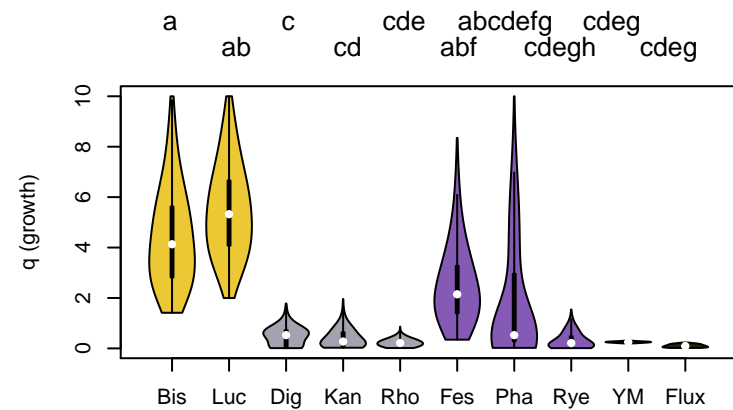 a c cde abcdefg cdeg
ab cd abf cdegh cdeg
10
8
6
4
2
0
q (growth)
Bis Luc Dig Kan Rho Fes Pha Rye YM Flux